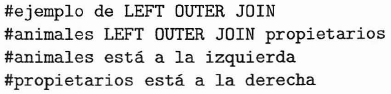 #ejemplo de LEFT OUTER JOIN
#animales LEFT OUTER JOIN propietarios
#animales está a la izquierda
#propietarios está a la derecha